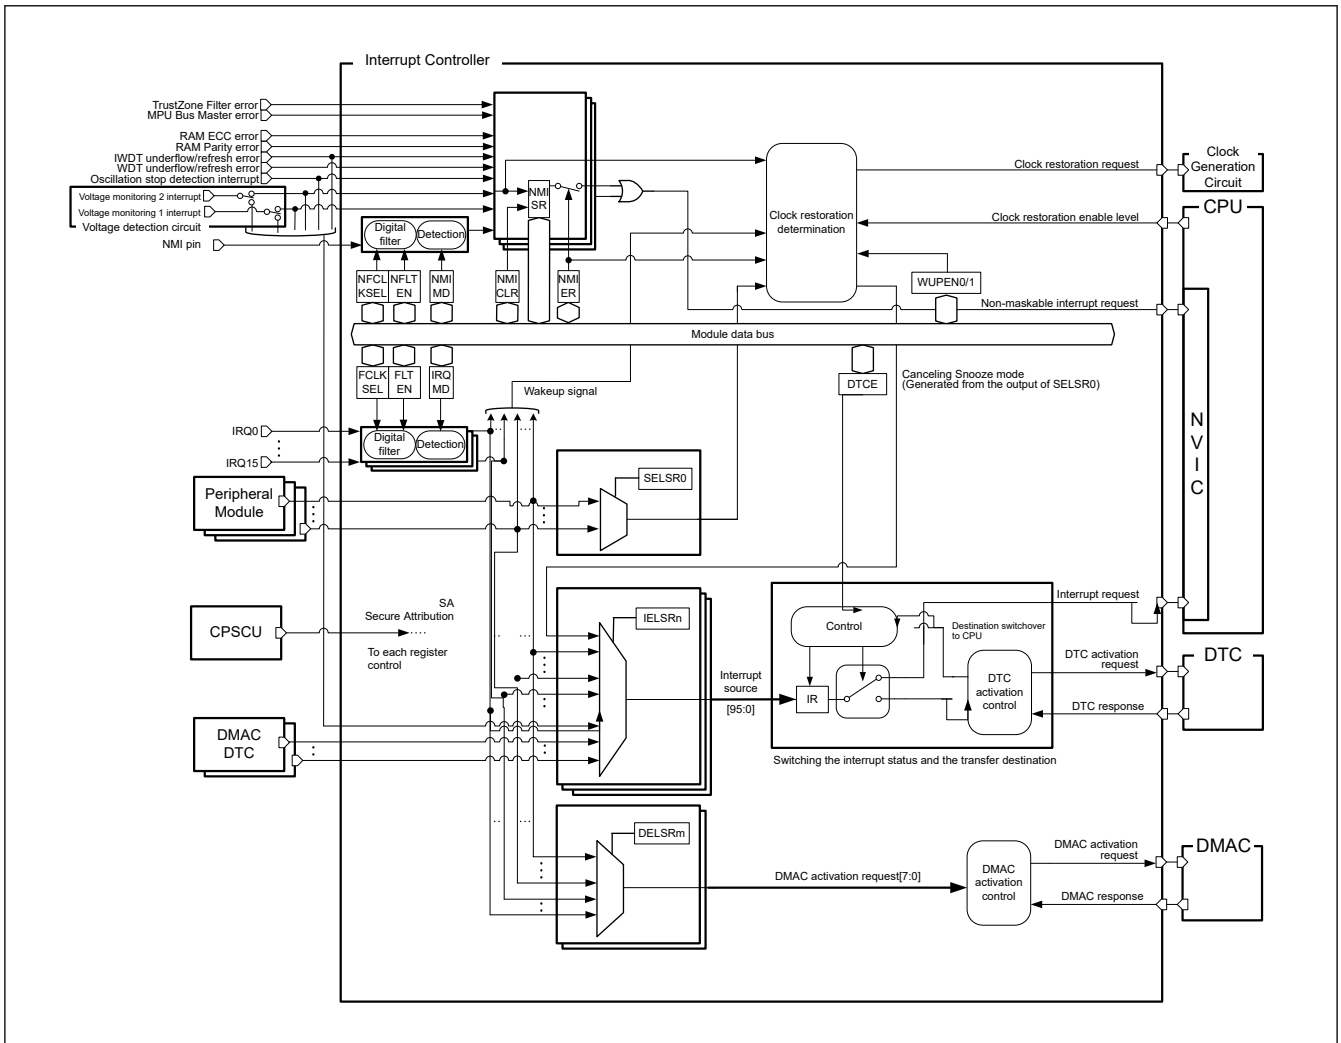 Interrupt Controller
TrustZone Filter error
MPU Bus Master error
RAM ECC error
RAM Parity error
IWDT underflow/refresh error
WDT underflow/refresh error
Oscillation stop detection interrupt
Voltage monitoring 2 interrupt
Voltage monitoring 1 interrupt
Voltage detection circuit
NMI pin
Digital
filter
Detection
NMI
SR
NFCL
KSEL
NFLT
EN
NMI
MD
NMI
CLR
NMI
ER
Clock restoration
determination
WUPEN0/1
Clock restoration request
Clock restoration enable level
Non-maskable interrupt request
Clock
Generation
Circuit
CPU
NVIC
Module data bus
FCLK
SEL
FLT
EN
IRQ
MD
DTCE
Canceling Snooze mode
(Generated from the output of SELSR0)
Wakeup signal
IRQ0
IRQ15
Digital
filter
Detection
Peripheral
Module
SELSR0
CPSCU
SA
Secure Attribution
To each register
control
IELSRn
Interrupt
source
[95:0]
Control
IR
Destination switchover
to CPU
DTC
activation
control
Interrupt request
DTC activation
request
DTC response
DTC
Switching the interrupt status and the transfer destination
DMAC
DTC
DELSRm
DMAC activation request[7:0]
DMAC
activation
control
DMAC activation
request
DMAC response
DMAC